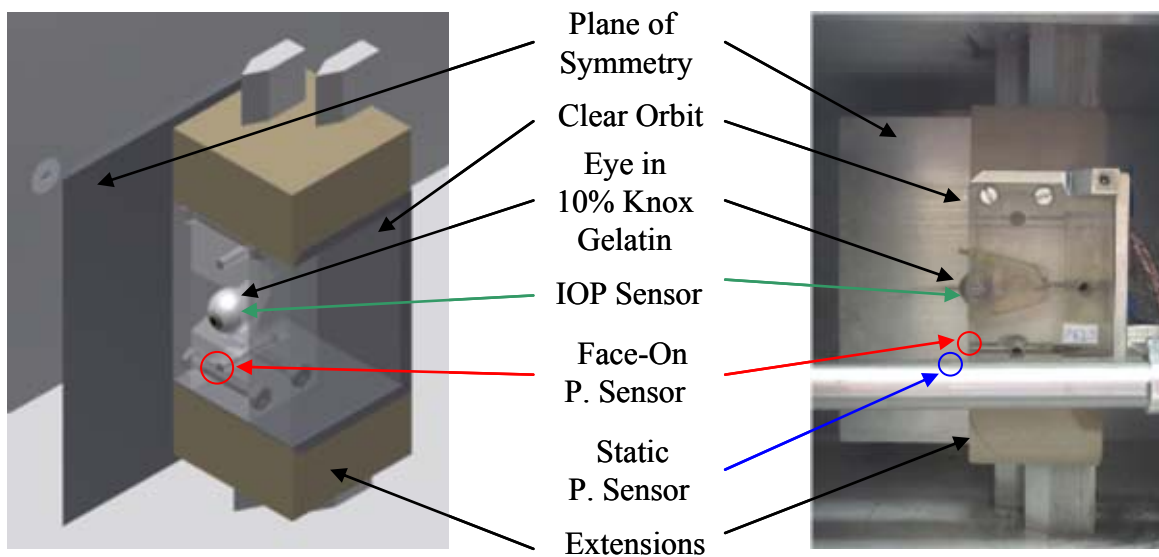 Plane of
Symmetry
Clear Orbit
Eye in
10% Knox
Gelatin
IOP Sensor
Face-On
P. Sensor
Static
P. Sensor
Extensions